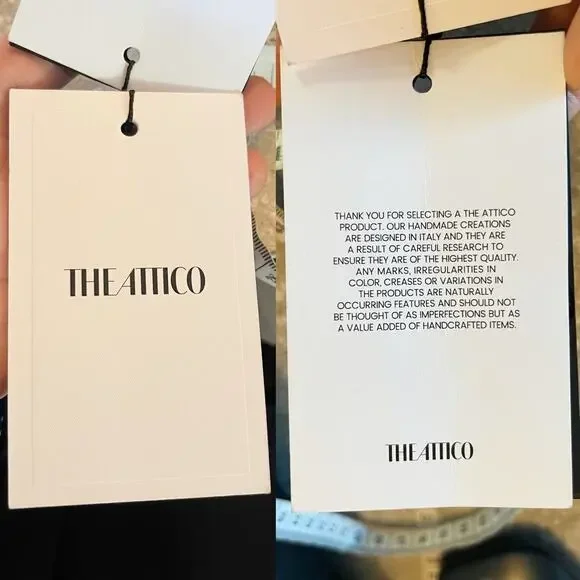 THE ATTICO
THANK YOU FOR SELECTING A THE ATTICO
PRODUCT. OUR HANDMADE CREATIONS
ARE DESIGNED IN ITALY AND THEY ARE
A RESULT OF CAREFUL RESEARCH TO
ENSURE THEY ARE OF THE HIGHEST QUALITY.
ANY MARKS, IRREGULARITIES IN
COLOR, CREASES OR VARIATIONS IN
THE PRODUCTS ARE NATURALLY
OCCURRING FEATURES AND SHOULD NOT
BE THOUGHT OF AS IMPERFECTIONS BUT AS
A VALUE ADDED OF HANDCRAFTED ITEMS.
THE ATTICO